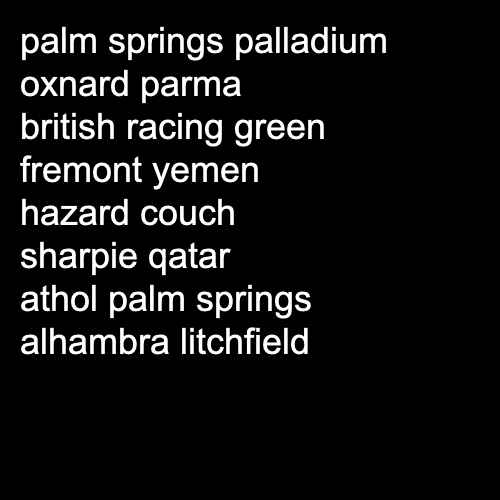 palm springs palladium
oxnard parma
british racing green
fremont yemen
hazard couch
sharpie qatar
athol palm springs
alhambra litchfield